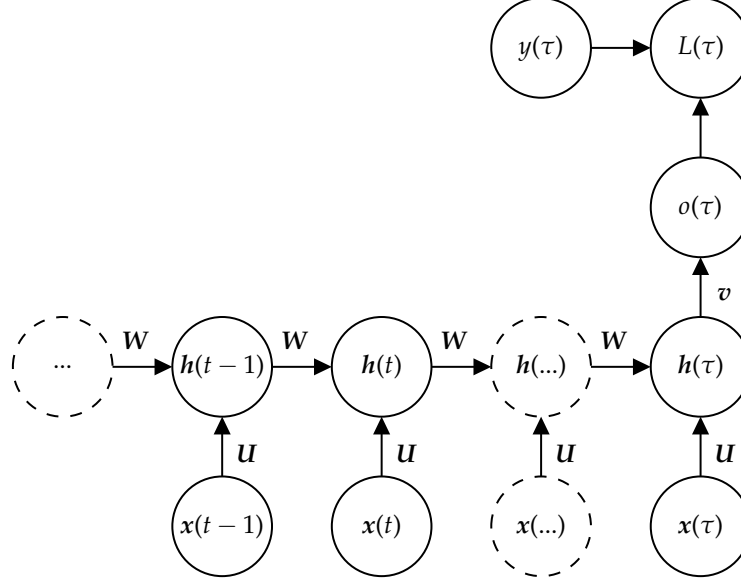 y(τ) L(τ)
o(τ)
v
W W W W
... h(t − 1) h(t) h(...) h(τ)
U U U U
x(t − 1) x(t) x(...) x(τ)